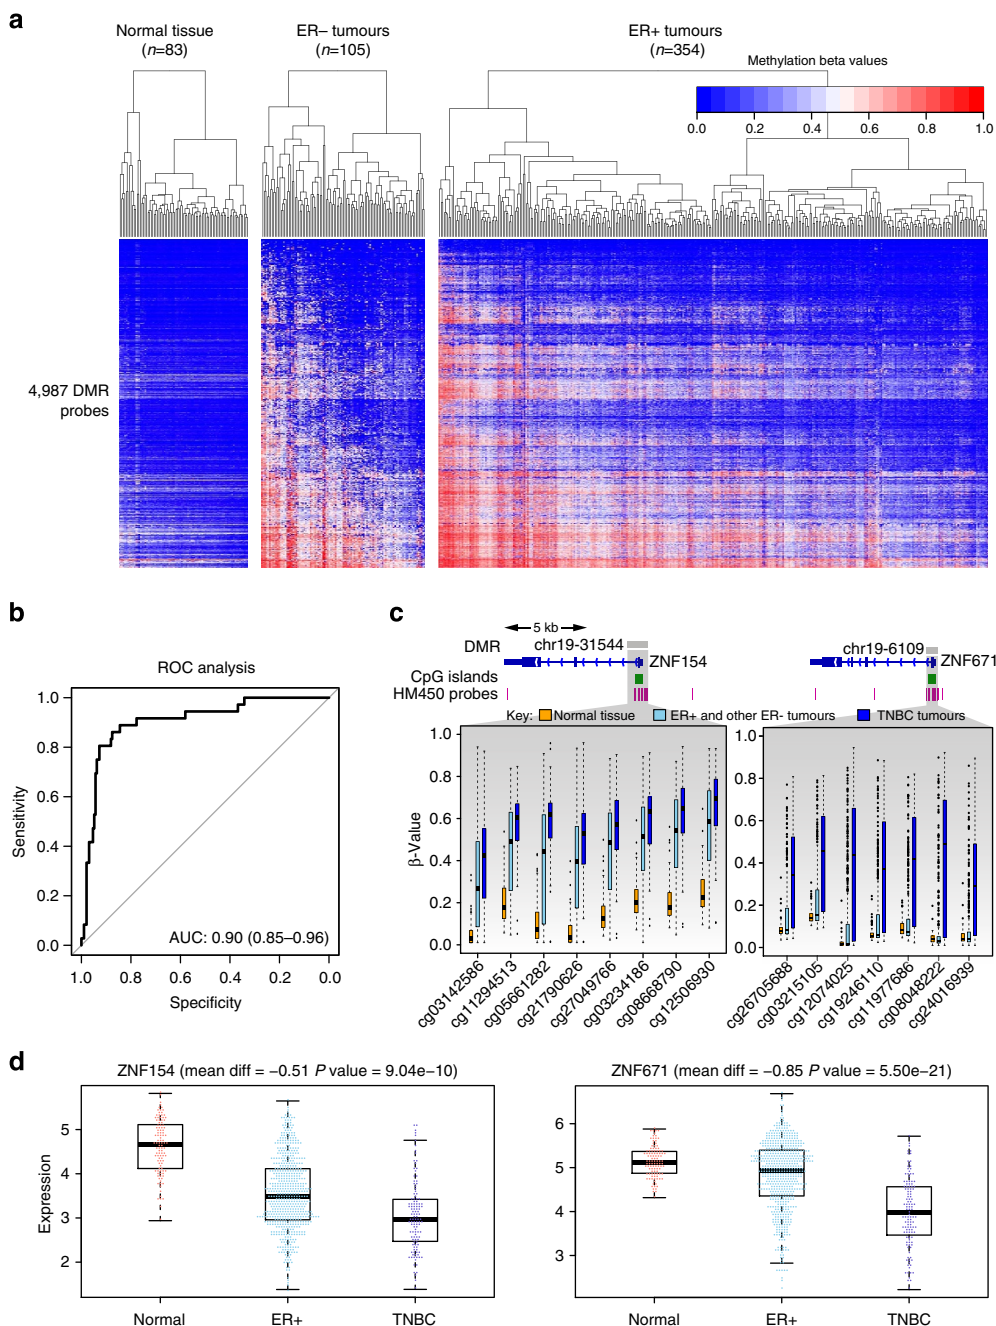 a
Normal tissue
(n=83)
ER– tumours
(n=105)
ER+ tumours
(n=354)
Methylation beta values
0.0 0.2 0.4 0.6 0.8 1.0
4,987 DMR
probes
b
ROC analysis
Sensitivity
1.0
0.8
0.6
0.4
0.2
0.0
AUC: 0.90 (0.85–0.96)
1.0 0.8 0.6 0.4 0.2 0.0
Specificity
c
5 kb
DMR
chr19-31544
ZNF154
chr19-6109
ZNF671
CpG islands
HM450 probes
Key: Normal tissue ER+ and other ER- tumours TNBC tumours
β-Value
1.0
0.8
0.6
0.4
0.2
0.0
cg03142586
cg11294513
cg05661282
cg21790626
cg27049766
cg03234186
cg08668790
cg12506930
1.0
0.8
0.6
0.4
0.2
0.0
cg26705688
cg03215105
cg12074025
cg19246110
cg11977686
cg08048222
cg24016939
d
ZNF154 (mean diff = −0.51 P value = 9.04e−10)
Expression
5
4
3
2
Normal ER+ TNBC
ZNF671 (mean diff = −0.85 P value = 5.50e−21)
6
5
4
3
Normal ER+ TNBC